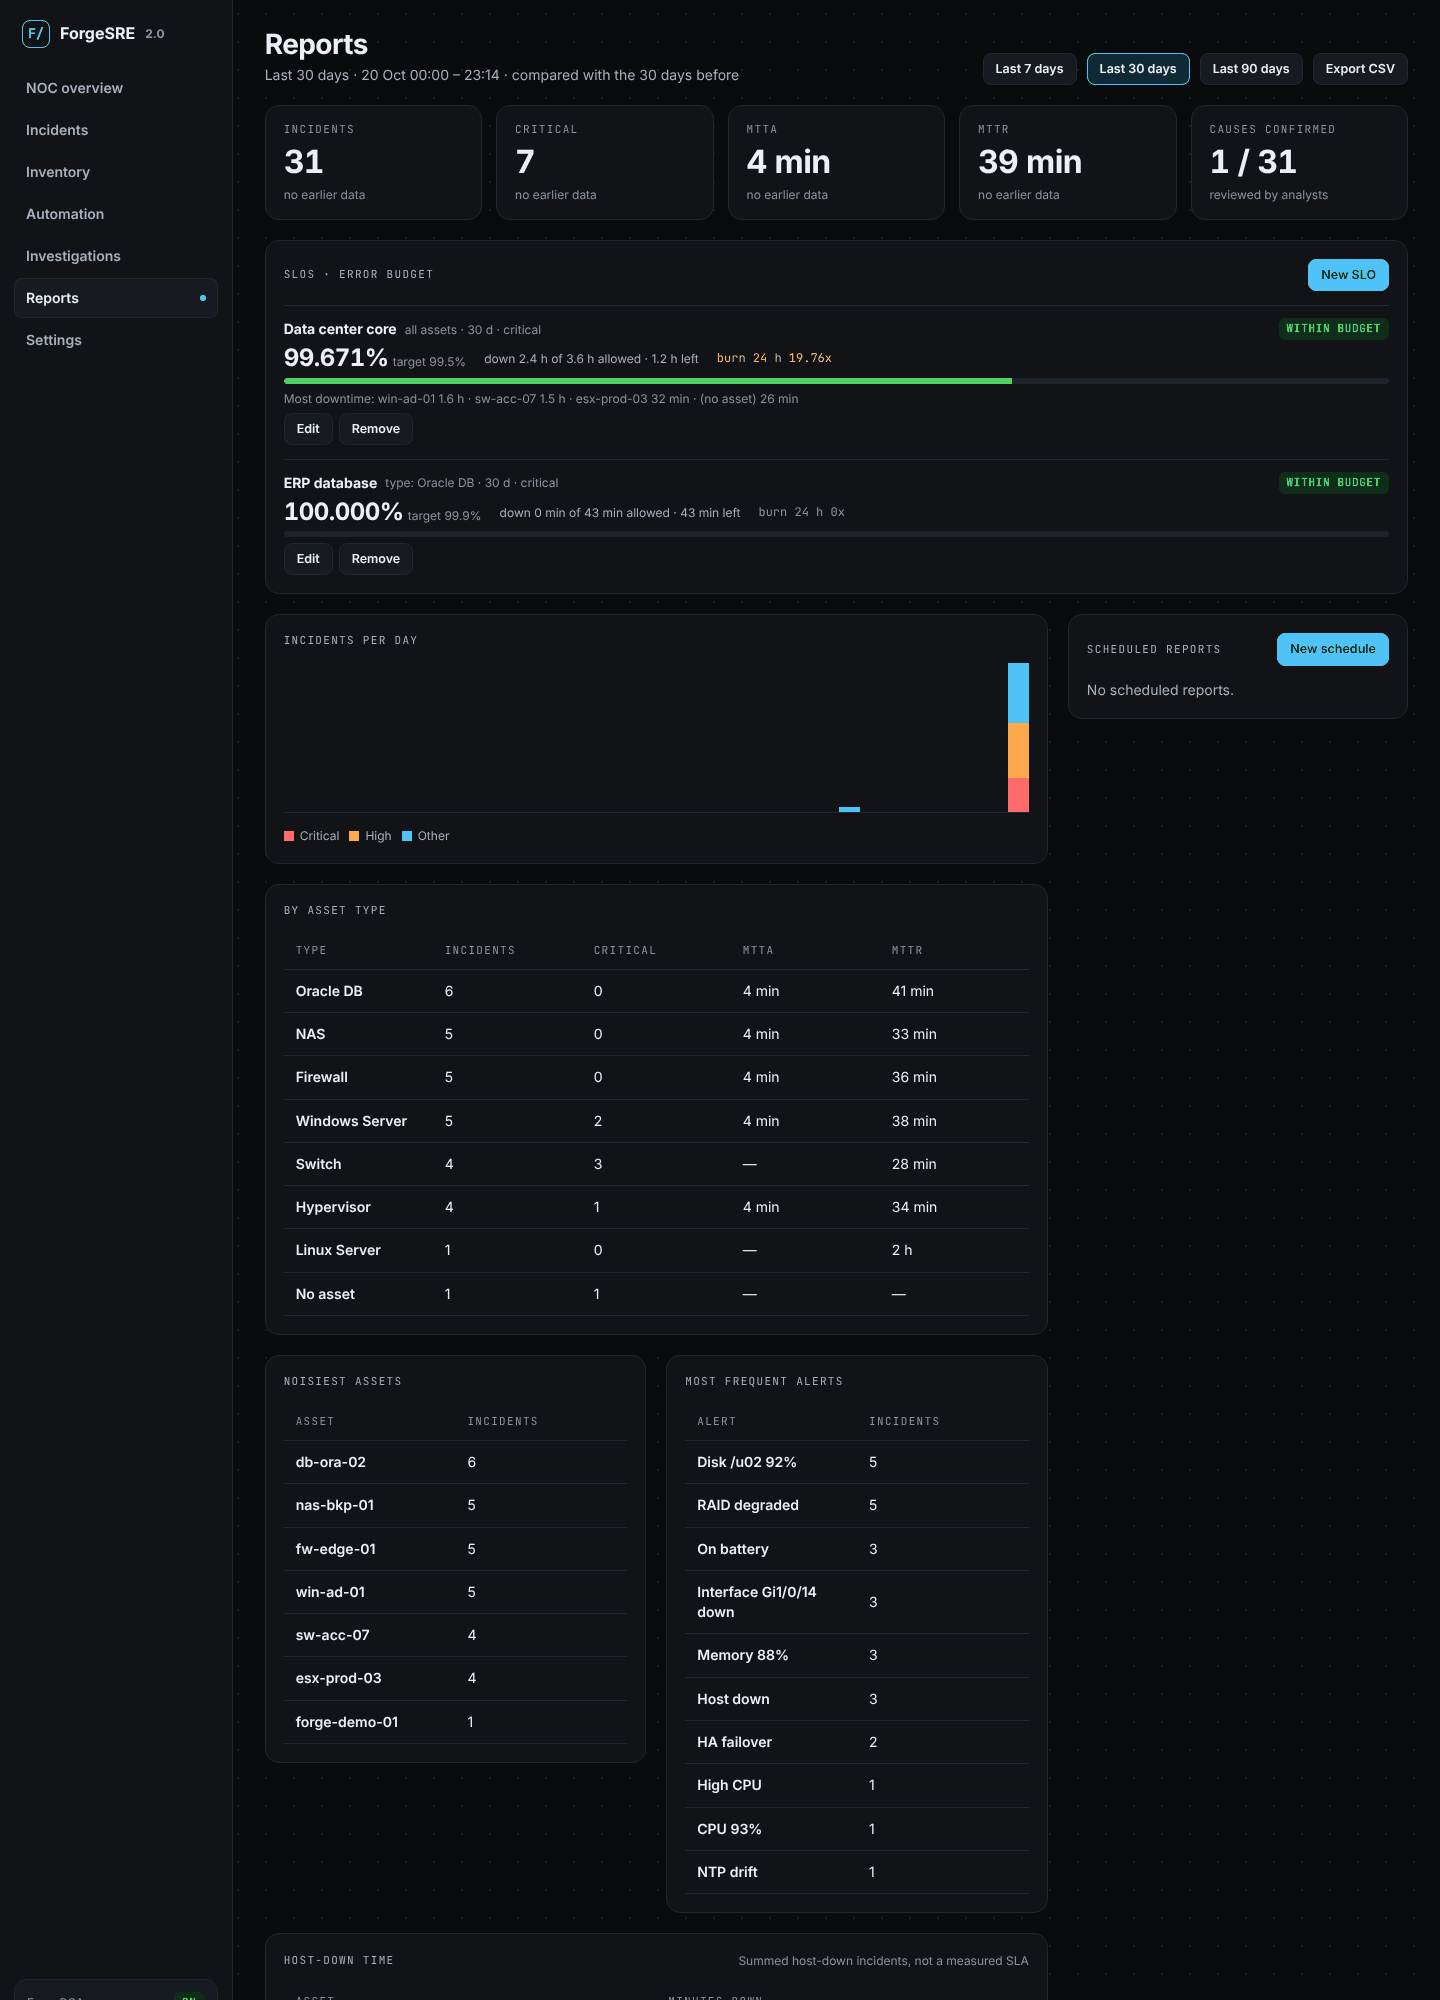 F/ ForgeSRE 2.0
NOC overview
Incidents
Inventory
Automation
Investigations
Reports
Settings
Reports
Last 30 days · 20 Oct 00:00 – 23:14 · compared with the 30 days before
Last 7 days
Last 30 days
Last 90 days
Export CSV
INCIDENTS
31
no earlier data
CRITICAL
7
no earlier data
MTTA
4 min
no earlier data
MTTR
39 min
no earlier data
CAUSES CONFIRMED
1 / 31
reviewed by analysts
SLOS · ERROR BUDGET
New SLO
Data center core all assets · 30 d · critical
WITHIN BUDGET
99.671% target 99.5% down 2.4 h of 3.6 h allowed · 1.2 h left burn 24 h 19.76x
Most downtime: win-ad-01 1.6 h · sw-acc-07 1.5 h · esx-prod-03 32 min · (no asset) 26 min
Edit
Remove
ERP database type: Oracle DB · 30 d · critical
WITHIN BUDGET
100.000% target 99.9% down 0 min of 43 min allowed · 43 min left burn 24 h 0x
Edit
Remove
INCIDENTS PER DAY
Critical High Other
SCHEDULED REPORTS
New schedule
No scheduled reports.
BY ASSET TYPE
TYPE INCIDENTS CRITICAL MTTA MTTR
Oracle DB 6 0 4 min 41 min
NAS 5 0 4 min 33 min
Firewall 5 0 4 min 36 min
Windows Server 5 2 4 min 38 min
Switch 4 3 — 28 min
Hypervisor 4 1 4 min 34 min
Linux Server 1 0 — 2 h
No asset 1 1 — —
NOISIEST ASSETS
ASSET INCIDENTS
db-ora-02 6
nas-bkp-01 5
fw-edge-01 5
win-ad-01 5
sw-acc-07 4
esx-prod-03 4
forge-demo-01 1
MOST FREQUENT ALERTS
ALERT INCIDENTS
Disk /u02 92% 5
RAID degraded 5
On battery 3
Interface Gi1/0/14
down 3
Memory 88% 3
Host down 3
HA failover 2
High CPU 1
CPU 93% 1
NTP drift 1
HOST-DOWN TIME
Summed host-down incidents, not a measured SLA